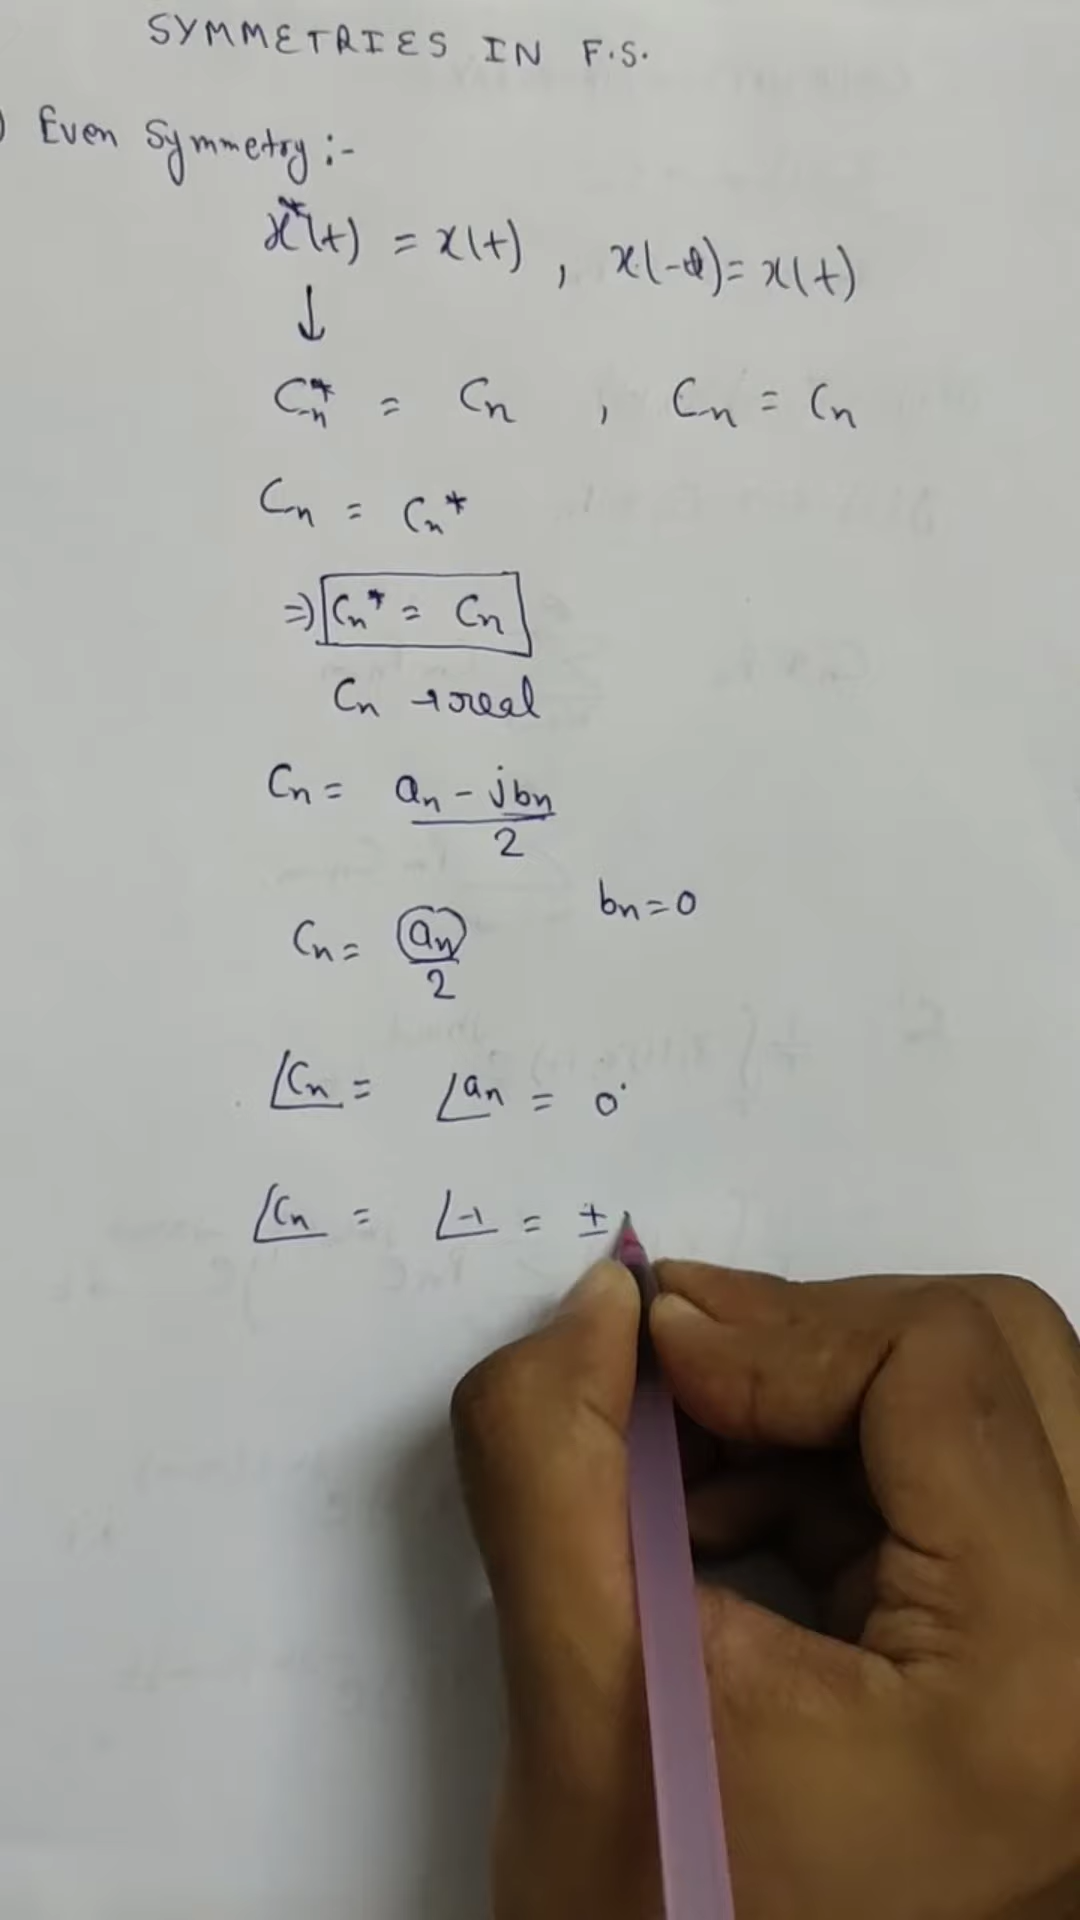 SYMMETRIES IN F.S.
) Even Symmetry :-
x*(t) = x(t) , x(-t) = x(t)
↓
C-n* = Cn , C-n = Cn
C-n = Cn*
⇒ Cn* = Cn
Cn → real
Cn = an - jbn / 2
bn = 0
Cn = an / 2
∠Cn = ∠an = 0°
∠Cn = ∠-1 = ±